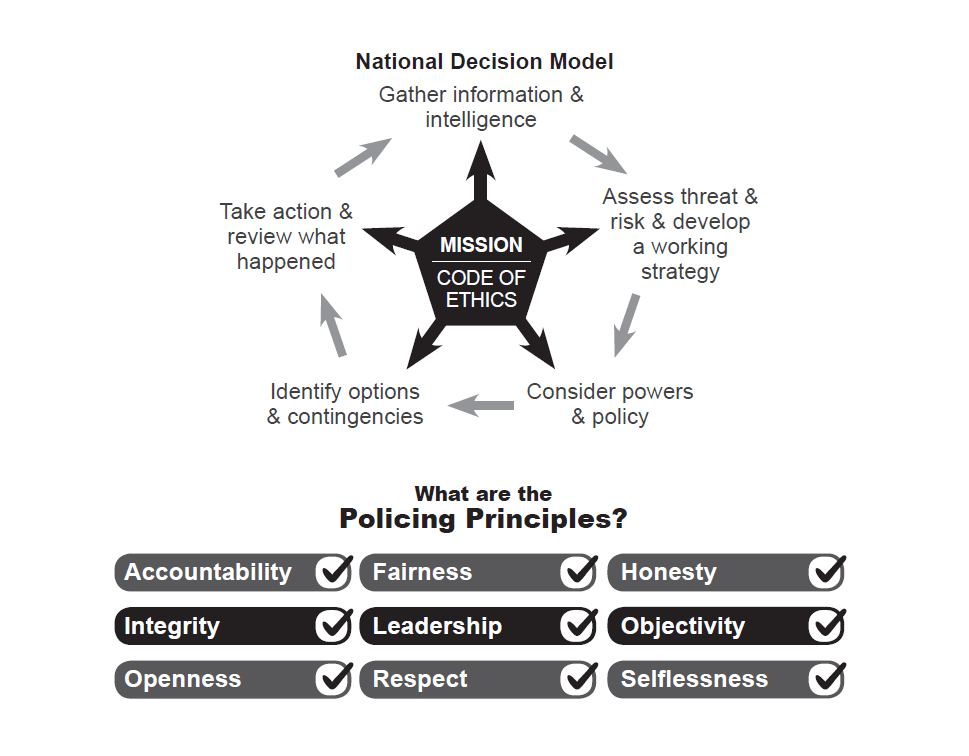 National Decision Model
Gather information &
intelligence
Assess threat &
risk & develop
a working
strategy
Take action &
review what
happened
MISSION
CODE OF
ETHICS
Identify options
& contingencies
Consider powers
& policy
What are the
Policing Principles?
Accountability
Fairness
Honesty
Integrity
Leadership
Objectivity
Openness
Respect
Selflessness